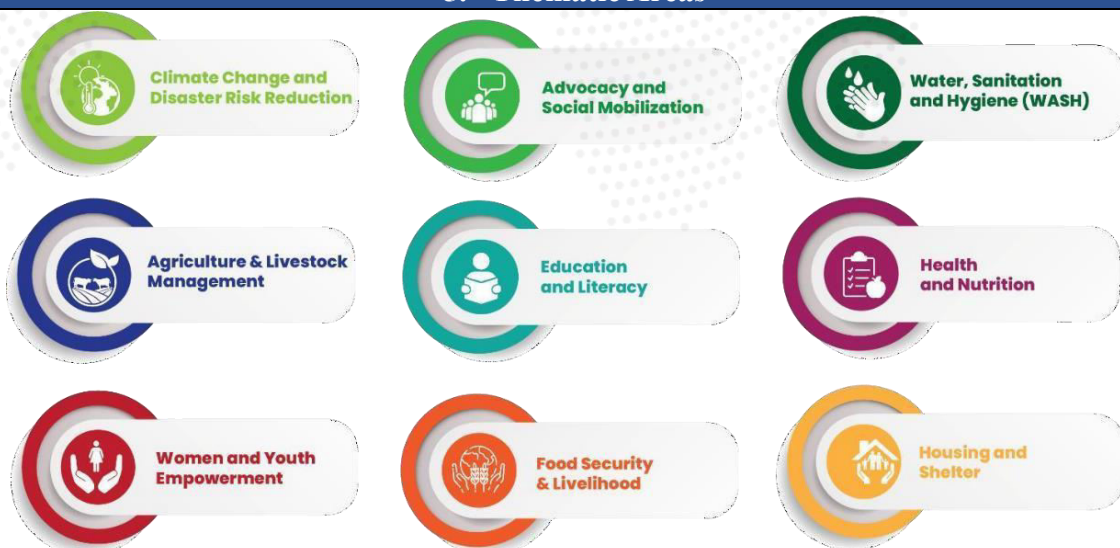 Climate Change and
Disaster Risk Reduction
Advocacy and
Social Mobilization
Water, Sanitation
and Hygiene (WASH)
Agriculture & Livestock
Management
Education
and Literacy
Health
and Nutrition
Women and Youth
Empowerment
Food Security
& Livelihood
Housing and
Shelter